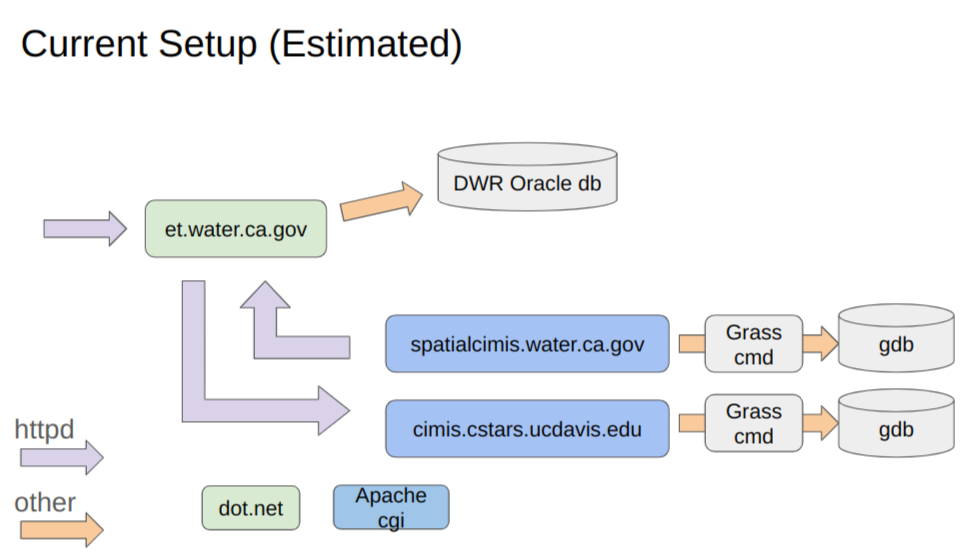 Current Setup (Estimated)
DWR Oracle db
et.water.ca.gov
spatialcimis.water.ca.gov
Grass
cmd
gdb
cimis.cstars.ucdavis.edu
Grass
cmd
gdb
httpd
other
dot.net
Apache
cgi